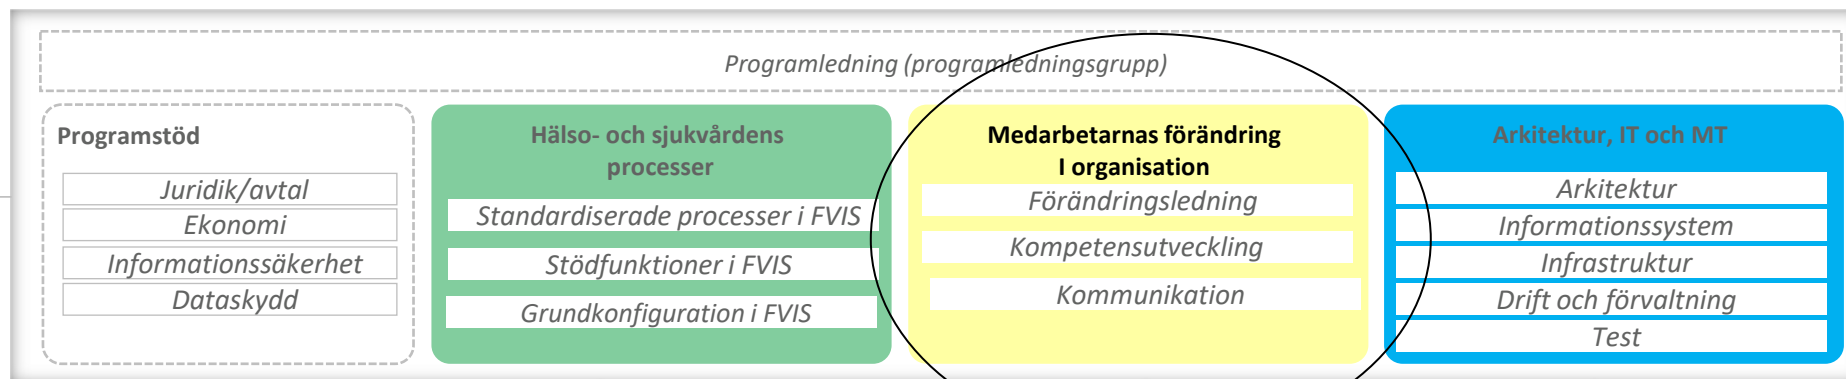 Programledning (programledningsgrupp)
Programstöd
Juridik/avtal
Ekonomi
Informationssäkerhet
Dataskydd
Hälso- och sjukvårdens
processer
Standardiserade processer i FVIS
Stödfunktioner i FVIS
Grundkonfiguration i FVIS
Medarbetarnas förändring
I organisation
Förändringsledning
Kompetensutveckling
Kommunikation
Arkitektur, IT och MT
Arkitektur
Informationssystem
Infrastruktur
Drift och förvaltning
Test